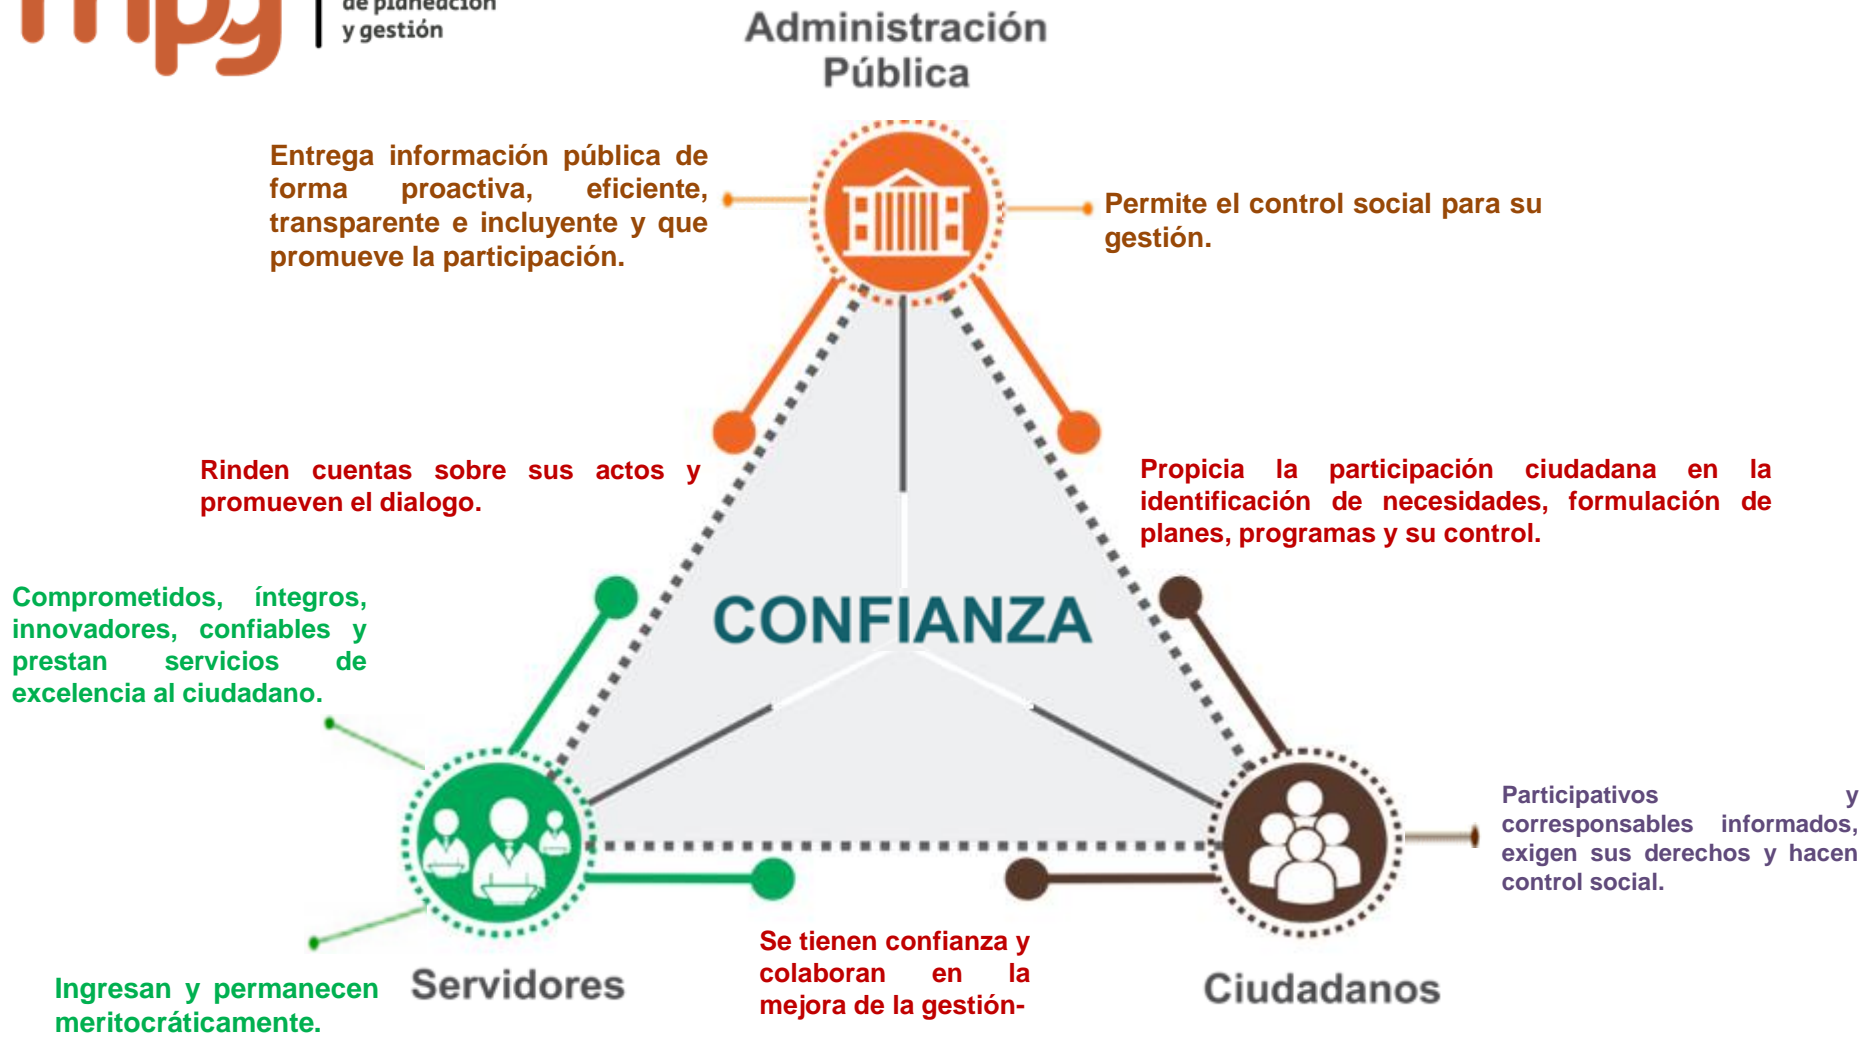 mipg
de planeación
y gestión
Administración
Pública
Entrega información pública de
forma proactiva, eficiente,
transparente e incluyente y que
promueve la participación.
Permite el control social para su
gestión.
Rinden cuentas sobre sus actos y
promueven el dialogo.
Propicia la participación ciudadana en la
identificación de necesidades, formulación de
planes, programas y su control.
Comprometidos, íntegros,
innovadores, confiables y
prestan servicios de
excelencia al ciudadano.
CONFIANZA
Participativos y
corresponsables informados,
exigen sus derechos y hacen
control social.
Se tienen confianza y
colaboran en la
mejora de la gestión-
Servidores
Ciudadanos
Ingresan y permanecen
meritocráticamente.